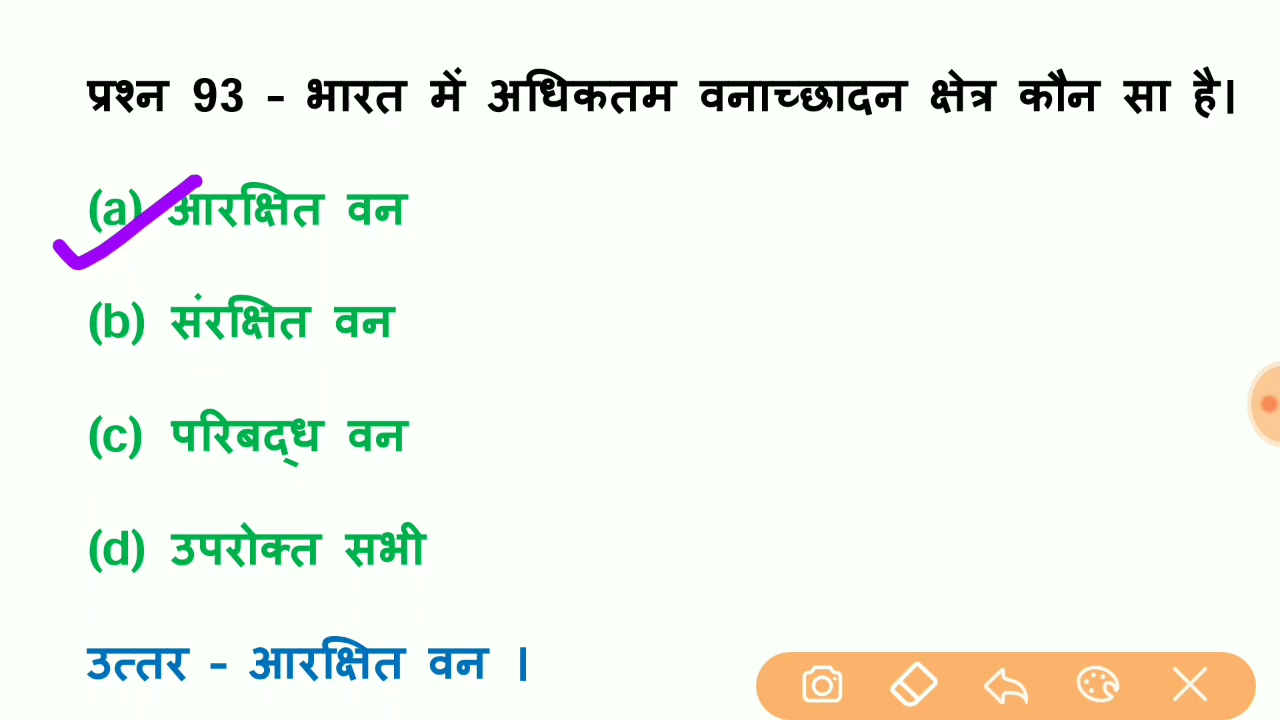 प्रश्न 93 - भारत में अधिकतम वनाच्छादन क्षेत्र कौन सा है।
(a) आरक्षित वन
(b) संरक्षित वन
(c) परिबद्ध वन
(d) उपरोक्त सभी
उत्तर - आरक्षित वन ।